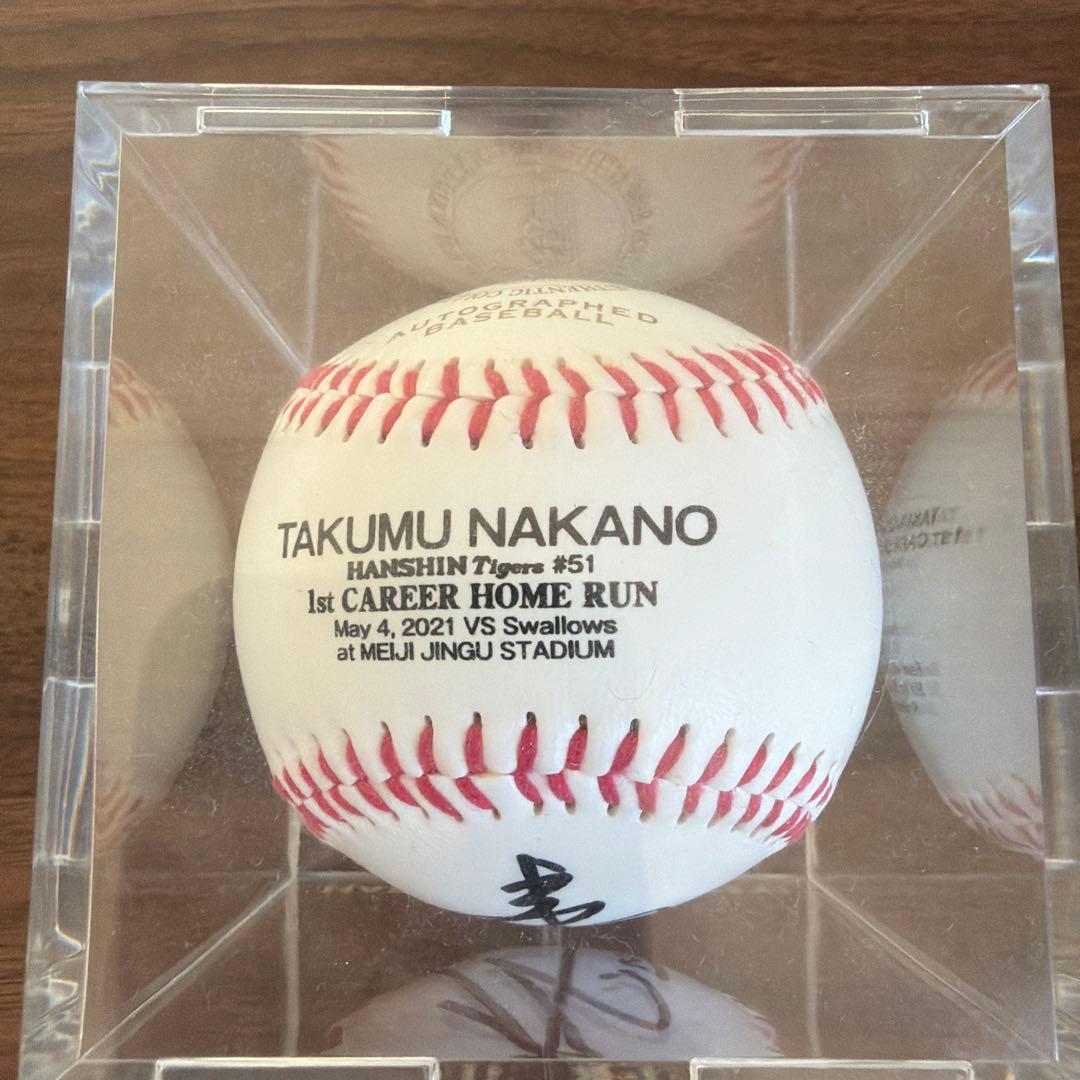 AUTHENTIC
AUTOGRAPHED
BASEBALL
TAKUMU NAKANO
HANSHIN Tigers #51
1st CAREER HOME RUN
May 4, 2021 VS Swallows
at MEIJI JINGU STADIUM